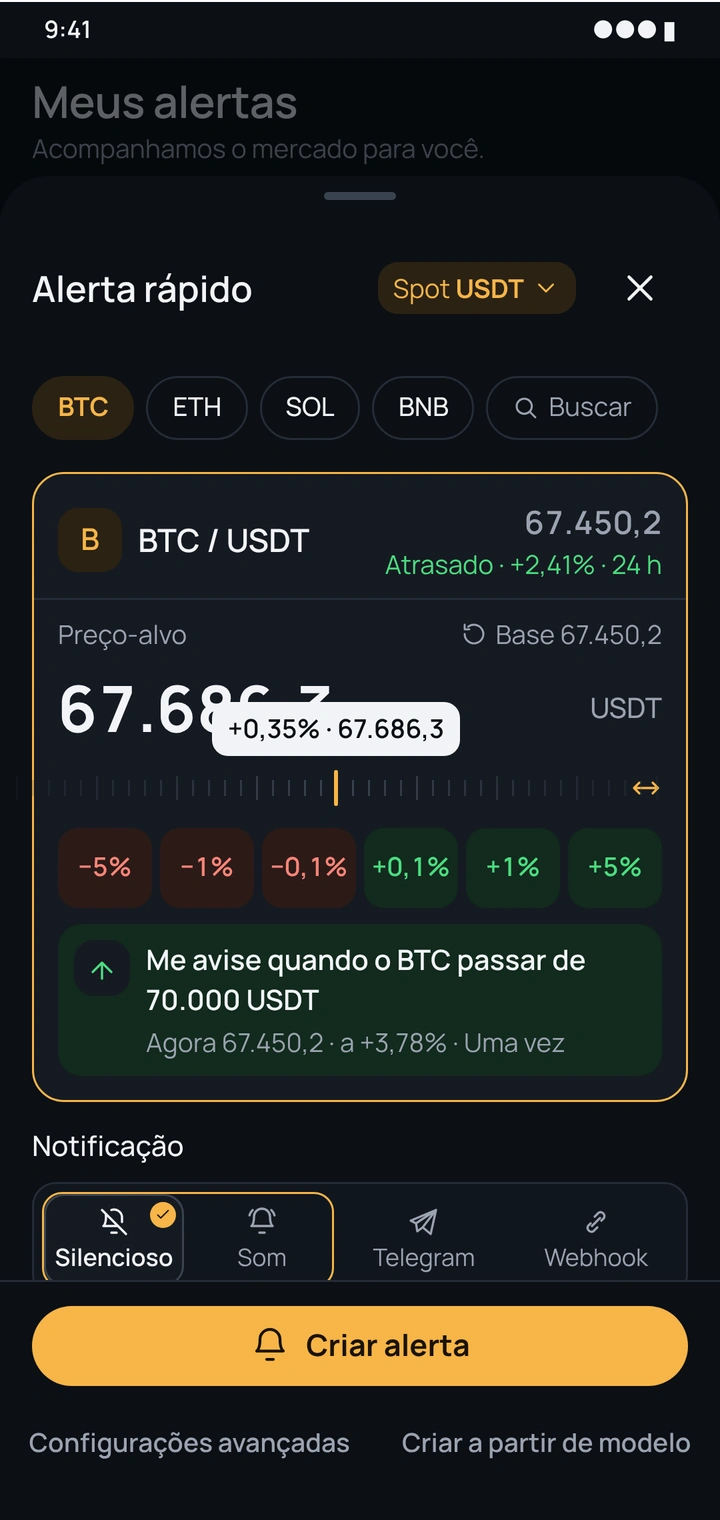 9:41
Meus alertas
Acompanhamos o mercado para você.
Alerta rápido
Spot USDT
BTC
ETH
SOL
BNB
Buscar
B
BTC / USDT
67.450,2
Atrasado · +2,41% · 24 h
Preço-alvo
Base 67.450,2
67.686,3
USDT
+0,35% · 67.686,3
−5%
−1%
−0,1%
+0,1%
+1%
+5%
Me avise quando o BTC passar de
70.000 USDT
Agora 67.450,2 · a +3,78% · Uma vez
Notificação
Silencioso
Som
Telegram
Webhook
Criar alerta
Configurações avançadas
Criar a partir de modelo